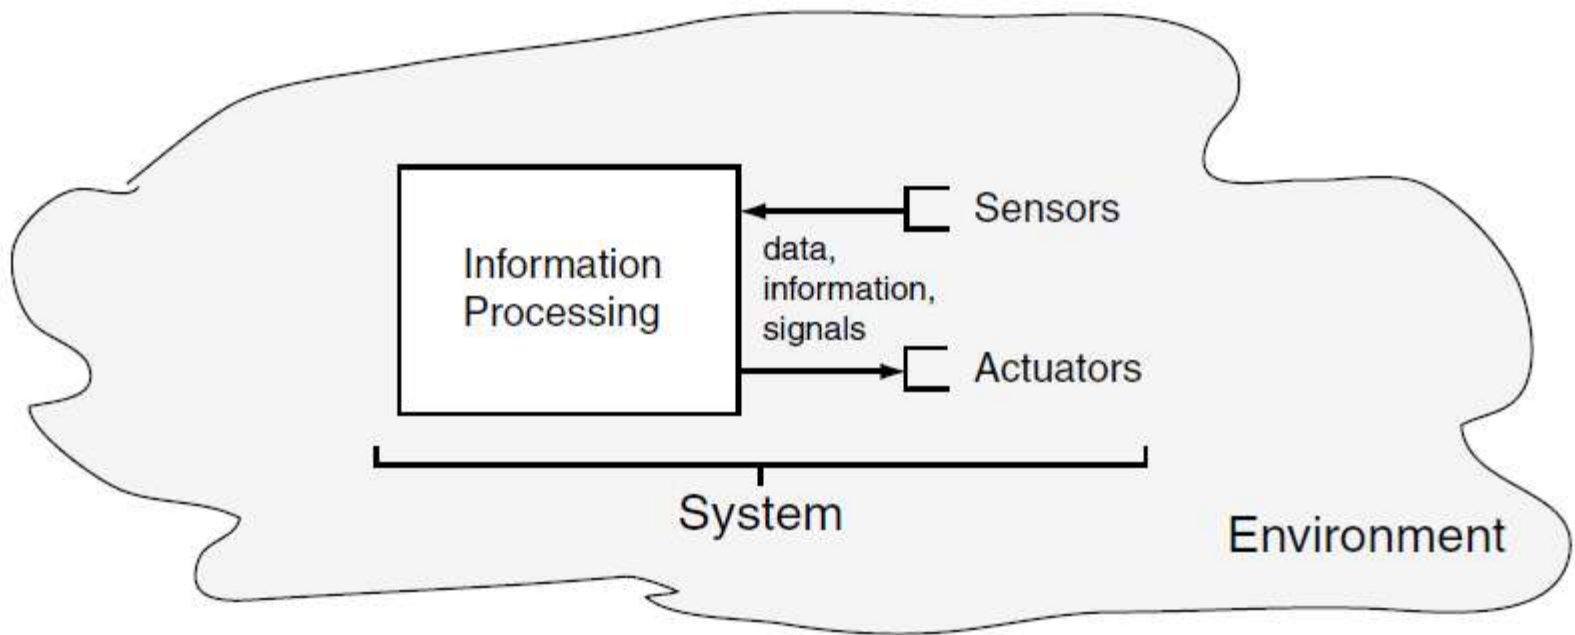 Information
Processing
Sensors
data,
information,
signals
Actuators
System
Environment